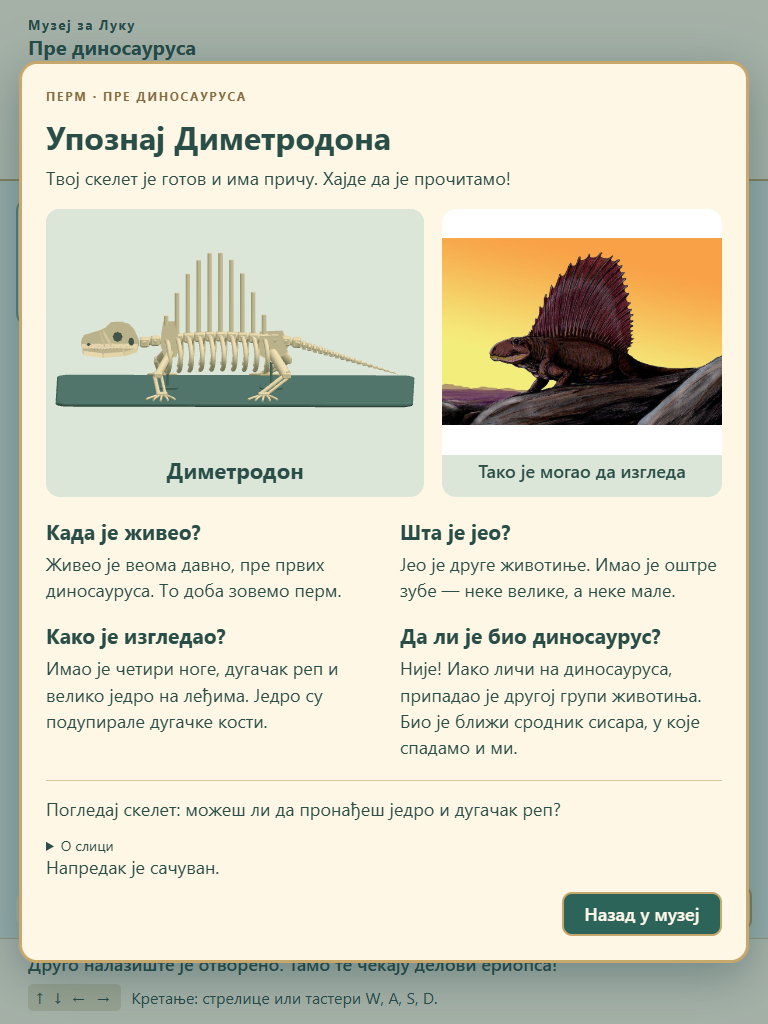 Музеј за Луку
Пре диносауруса
ПЕРМ · ПРЕ ДИНОСАУРУСА
Упознај Диметродона
Твој скелет је готов и има причу. Хајде да је прочитамо!
Диметродон
Тако је могао да изгледа
Када је живео?
Живео је веома давно, пре првих
диносауруса. То доба зовемо перм.
Шта је јео?
Јео је друге животиње. Имао је оштре
зубе — неке велике, а неке мале.
Како је изгледао?
Имао је четири ноге, дугачак реп и
велико једро на леђима. Једро су
подупирале дугачке кости.
Да ли је био диносаурус?
Није! Иако личи на диносауруса,
припадао је другој групи животиња.
Био је ближи сродник сисара, у које
спадамо и ми.
Погледај скелет: можеш ли да пронађеш једро и дугачак реп?
▶ О слици
Напредак је сачуван.
Назад у музеј
Друго налазиште је отворено. Тамо те чекају делови ериопса!
↑ ↓ ← → Кретање: стрелице или тастери W, A, S, D.